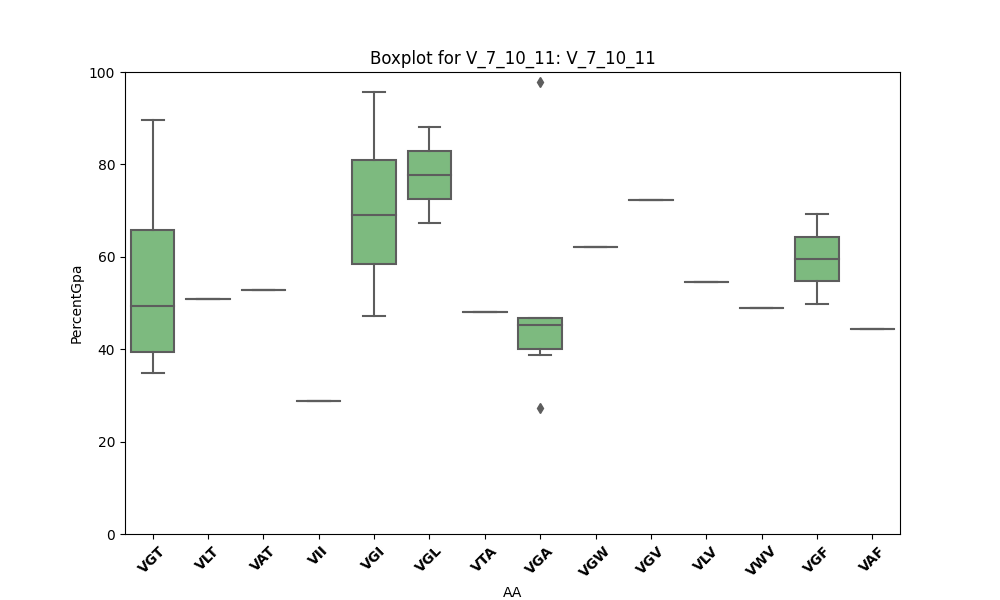 Boxplot for V_7_10_11: V_7_10_11
100
80
60
40
20
0
PercentGpa
VGT
VLT
VAT
VII
VGI
VGL
VTA
VGA
VGW
VGV
VLV
VWV
VGF
VAF
AA